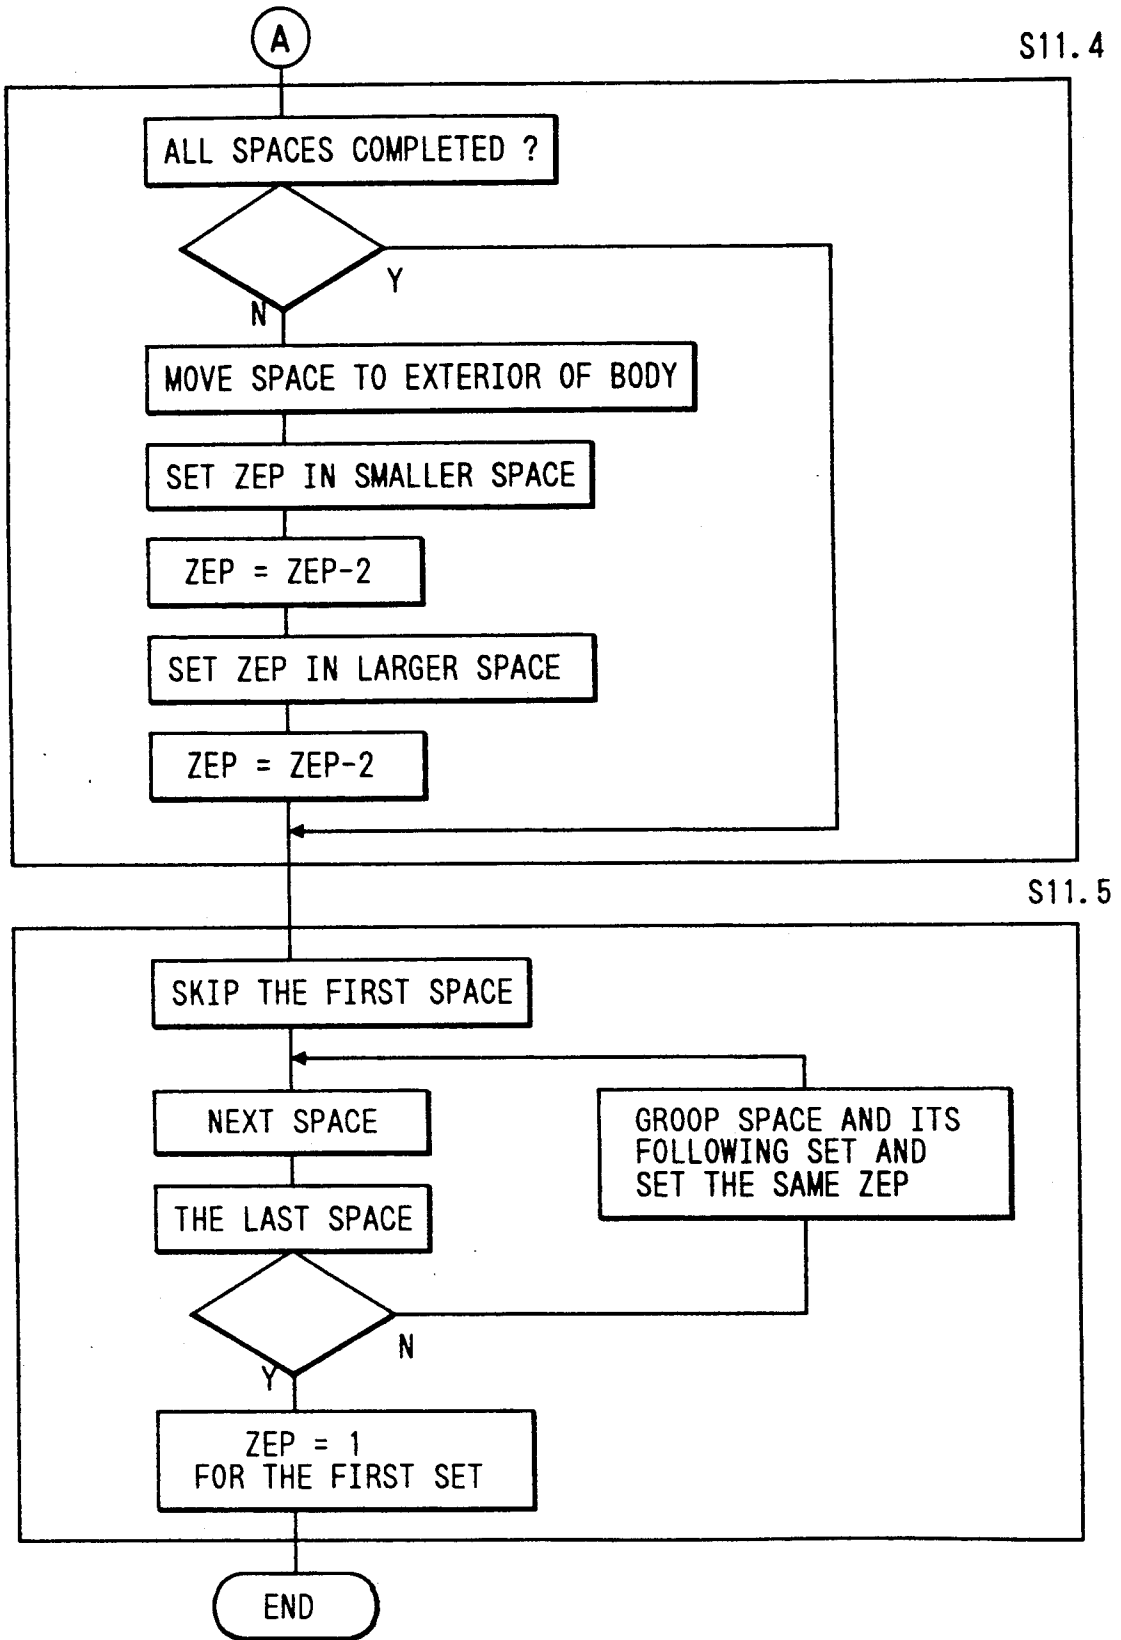 A
S11.4
ALL SPACES COMPLETED ?
Y
N
MOVE SPACE TO EXTERIOR OF BODY
SET ZEP IN SMALLER SPACE
ZEP = ZEP-2
SET ZEP IN LARGER SPACE
ZEP = ZEP-2
S11.5
SKIP THE FIRST SPACE
NEXT SPACE
GROOP SPACE AND ITS
FOLLOWING SET AND
SET THE SAME ZEP
THE LAST SPACE
N
Y
ZEP = 1
FOR THE FIRST SET
END